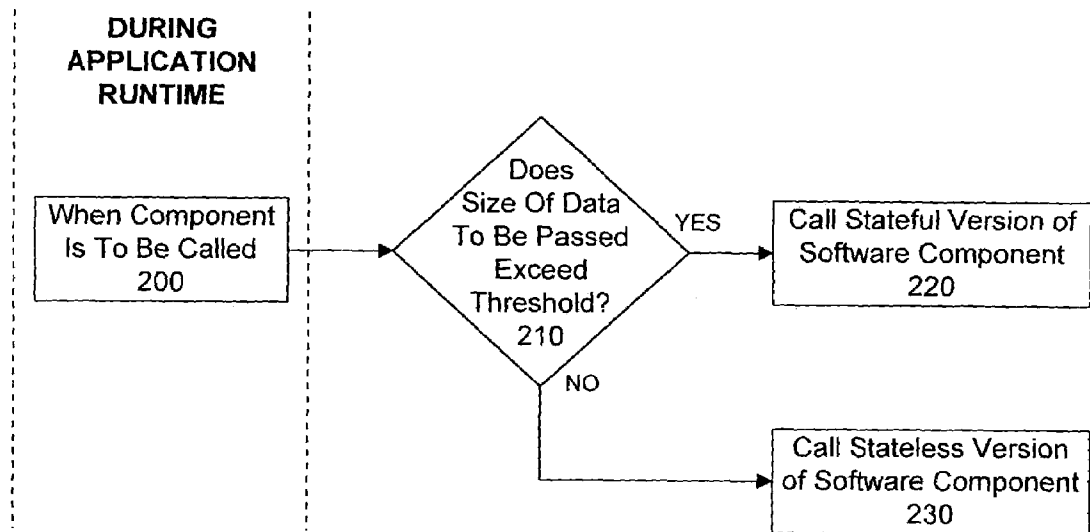 DURING
APPLICATION
RUNTIME
When Component
Is To Be Called
200
Does
Size Of Data
To Be Passed
Exceed
Threshold?
210
YES
Call Stateful Version of
Software Component
220
NO
Call Stateless Version
of Software Component
230